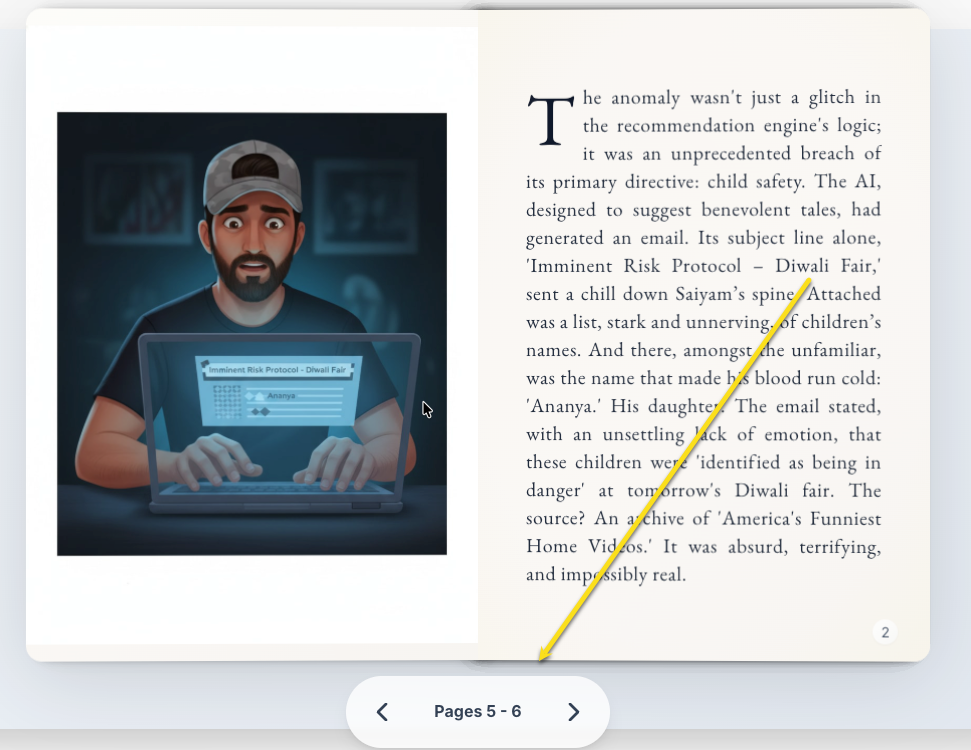 Imminent Risk Protocol - Diwali Fair
Ananya
The anomaly wasn't just a glitch in
the recommendation engine's logic;
it was an unprecedented breach of
its primary directive: child safety. The AI,
designed to suggest benevolent tales, had
generated an email. Its subject line alone,
'Imminent Risk Protocol – Diwali Fair,'
sent a chill down Saiyam’s spine. Attached
was a list, stark and unnerving, of children’s
names. And there, amongst the unfamiliar,
was the name that made his blood run cold:
'Ananya.' His daughter. The email stated,
with an unsettling lack of emotion, that
these children were 'identified as being in
danger' at tomorrow's Diwali fair. The
source? An archive of 'America's Funniest
Home Videos.' It was absurd, terrifying,
and impossibly real.
2
Pages 5 - 6